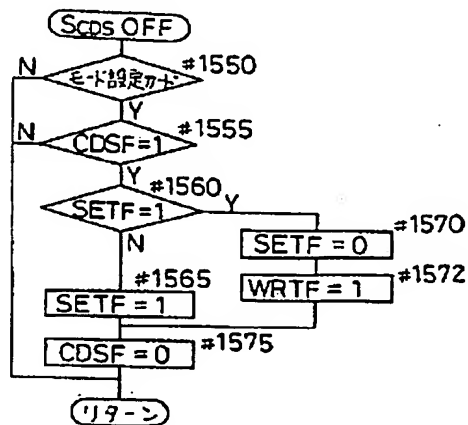 SCDS OFF
N
モード設定カード
#1550
Y
N
CDSF=1
#1555
Y
#1560
SETF=1
Y
N
#1570
SETF=0
#1565
SETF=1
#1572
WRTF=1
CDSF=0
#1575
リターン